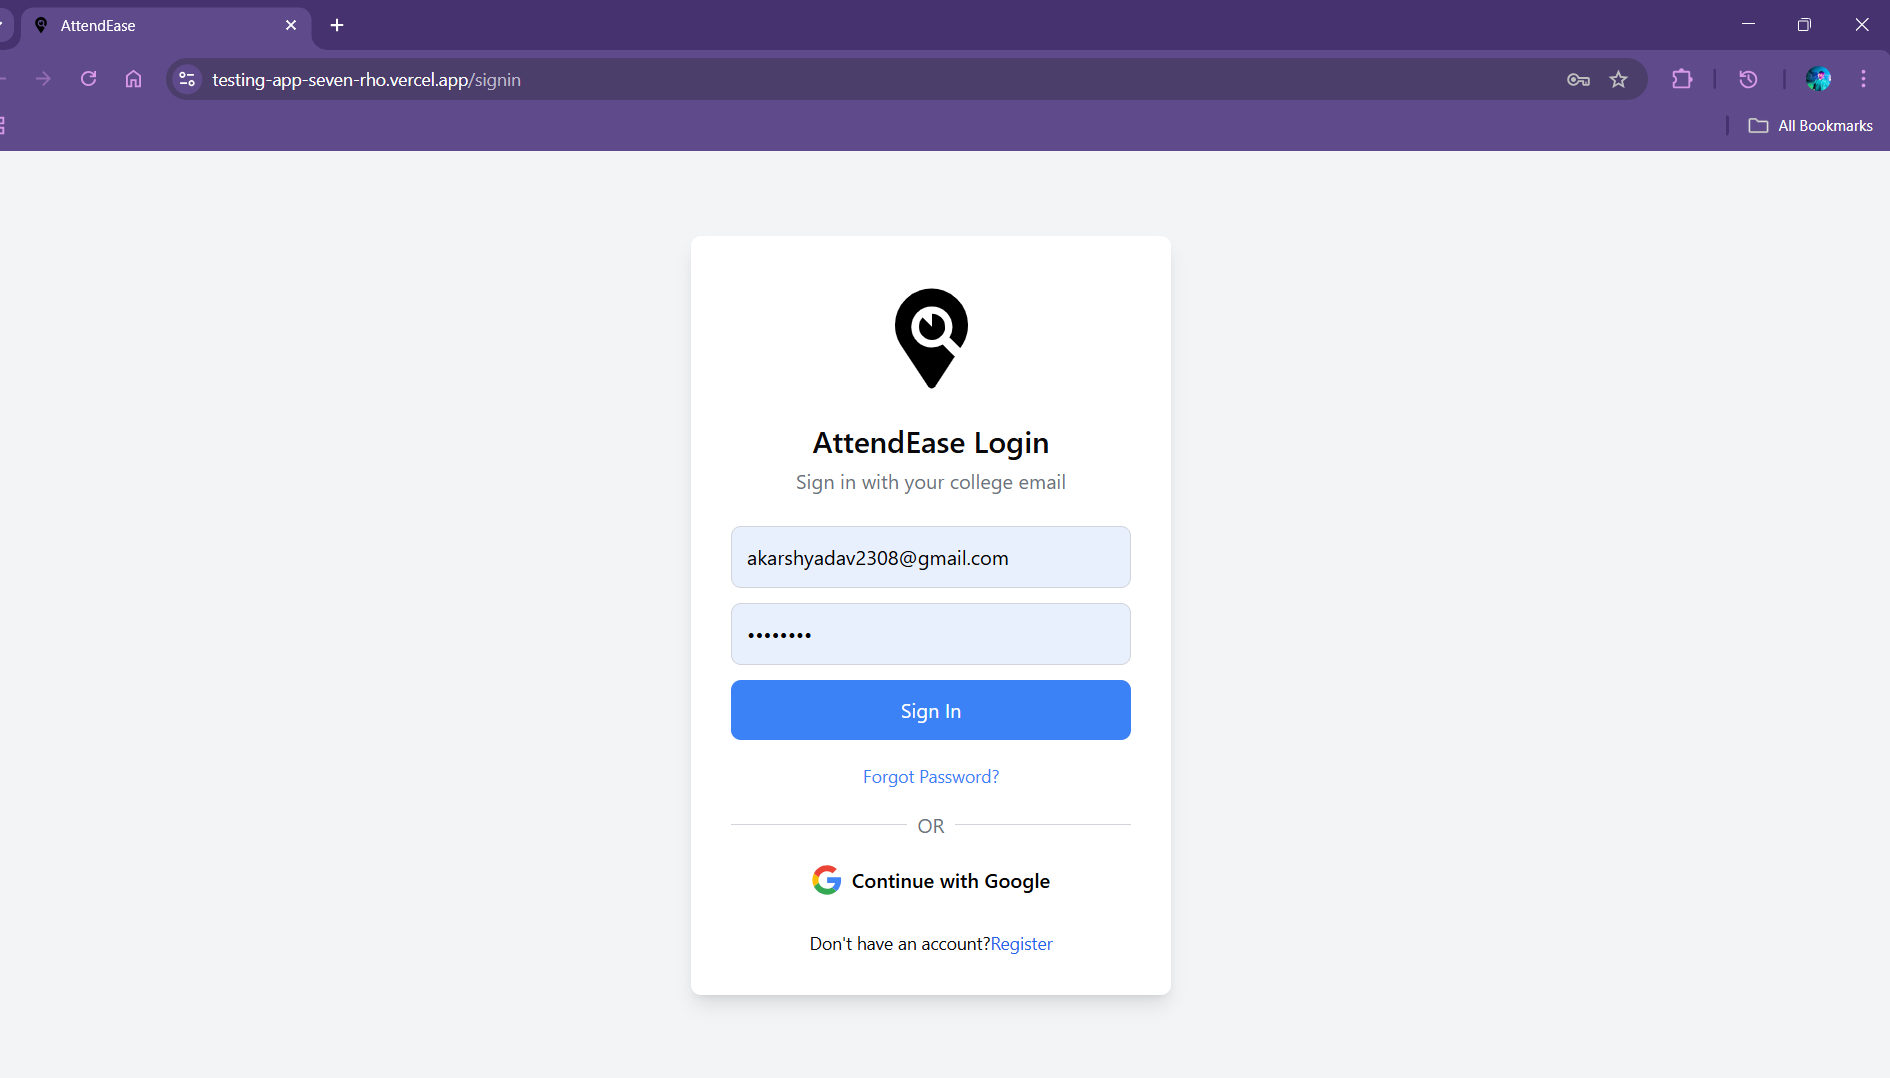 AttendEase
testing-app-seven-rho.vercel.app/signin
All Bookmarks
AttendEase Login
Sign in with your college email
akarshyadav2308@gmail.com
••••••••
Sign In
Forgot Password?
OR
Continue with Google
Don't have an account?Register